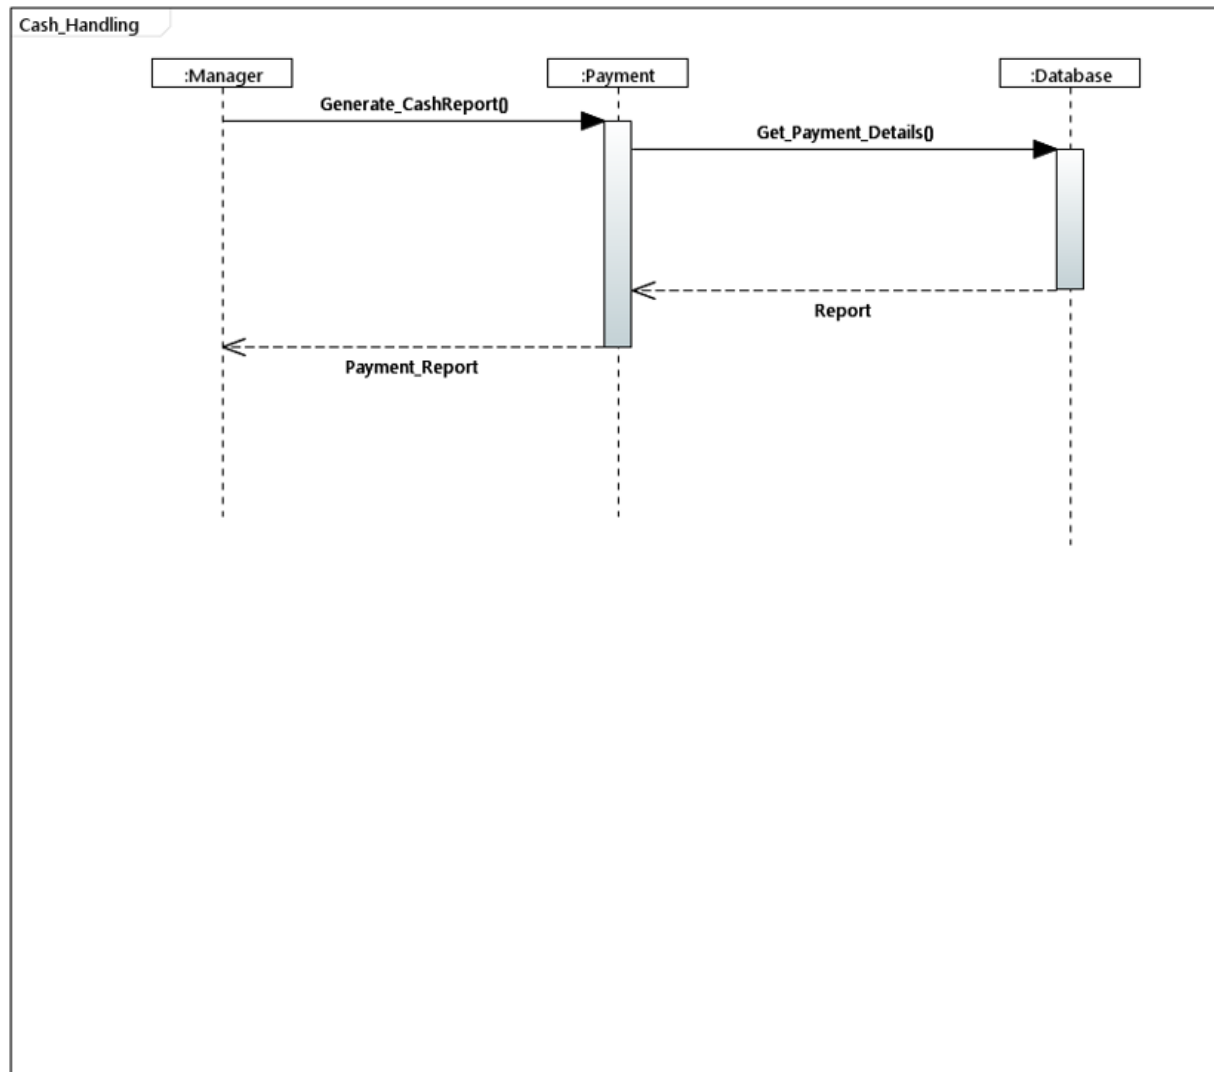 Cash_Handling
:Manager
:Payment
:Database
Generate_CashReport()
Get_Payment_Details()
Report
Payment_Report